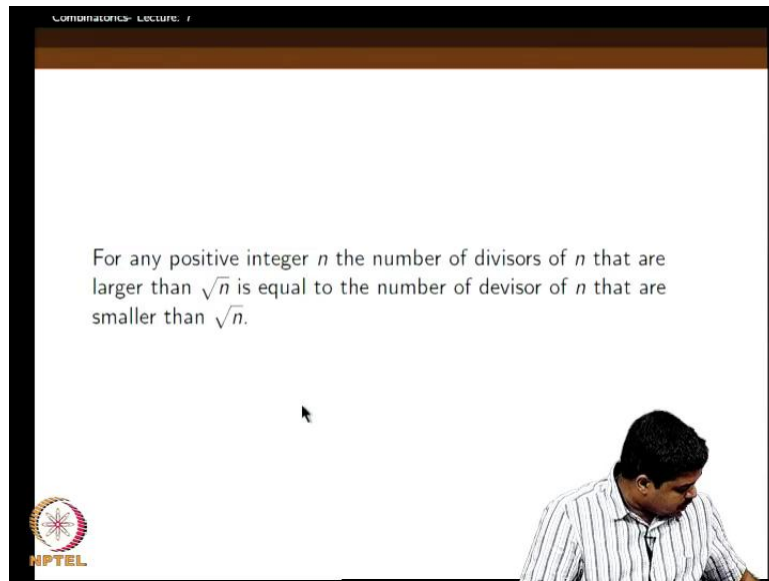 Combinatorics- Lecture: 7
For any positive integer n the number of divisors of n that are
larger than √n is equal to the number of devisor of n that are
smaller than √n.
NPTEL